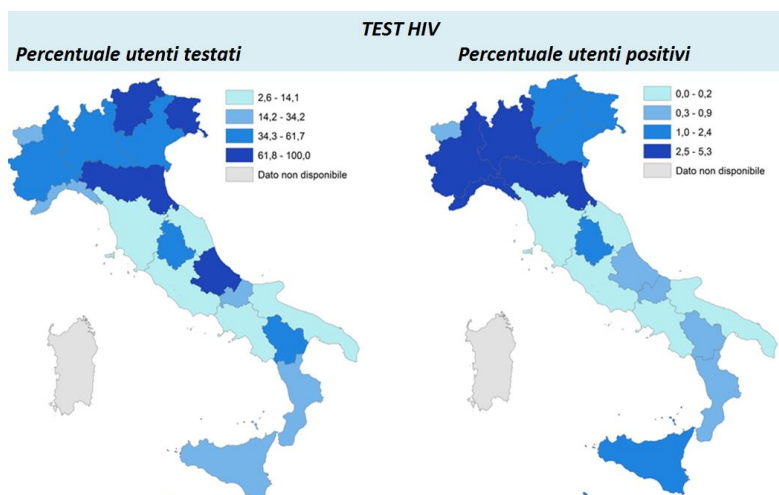 TEST HIV
Percentuale utenti testati
Percentuale utenti positivi
2,6 - 14,1
14,2 - 34,2
34,3 - 61,7
61,8 - 100,0
Dato non disponibile
0,0 - 0,2
0,3 - 0,9
1,0 - 2,4
2,5 - 5,3
Dato non disponibile